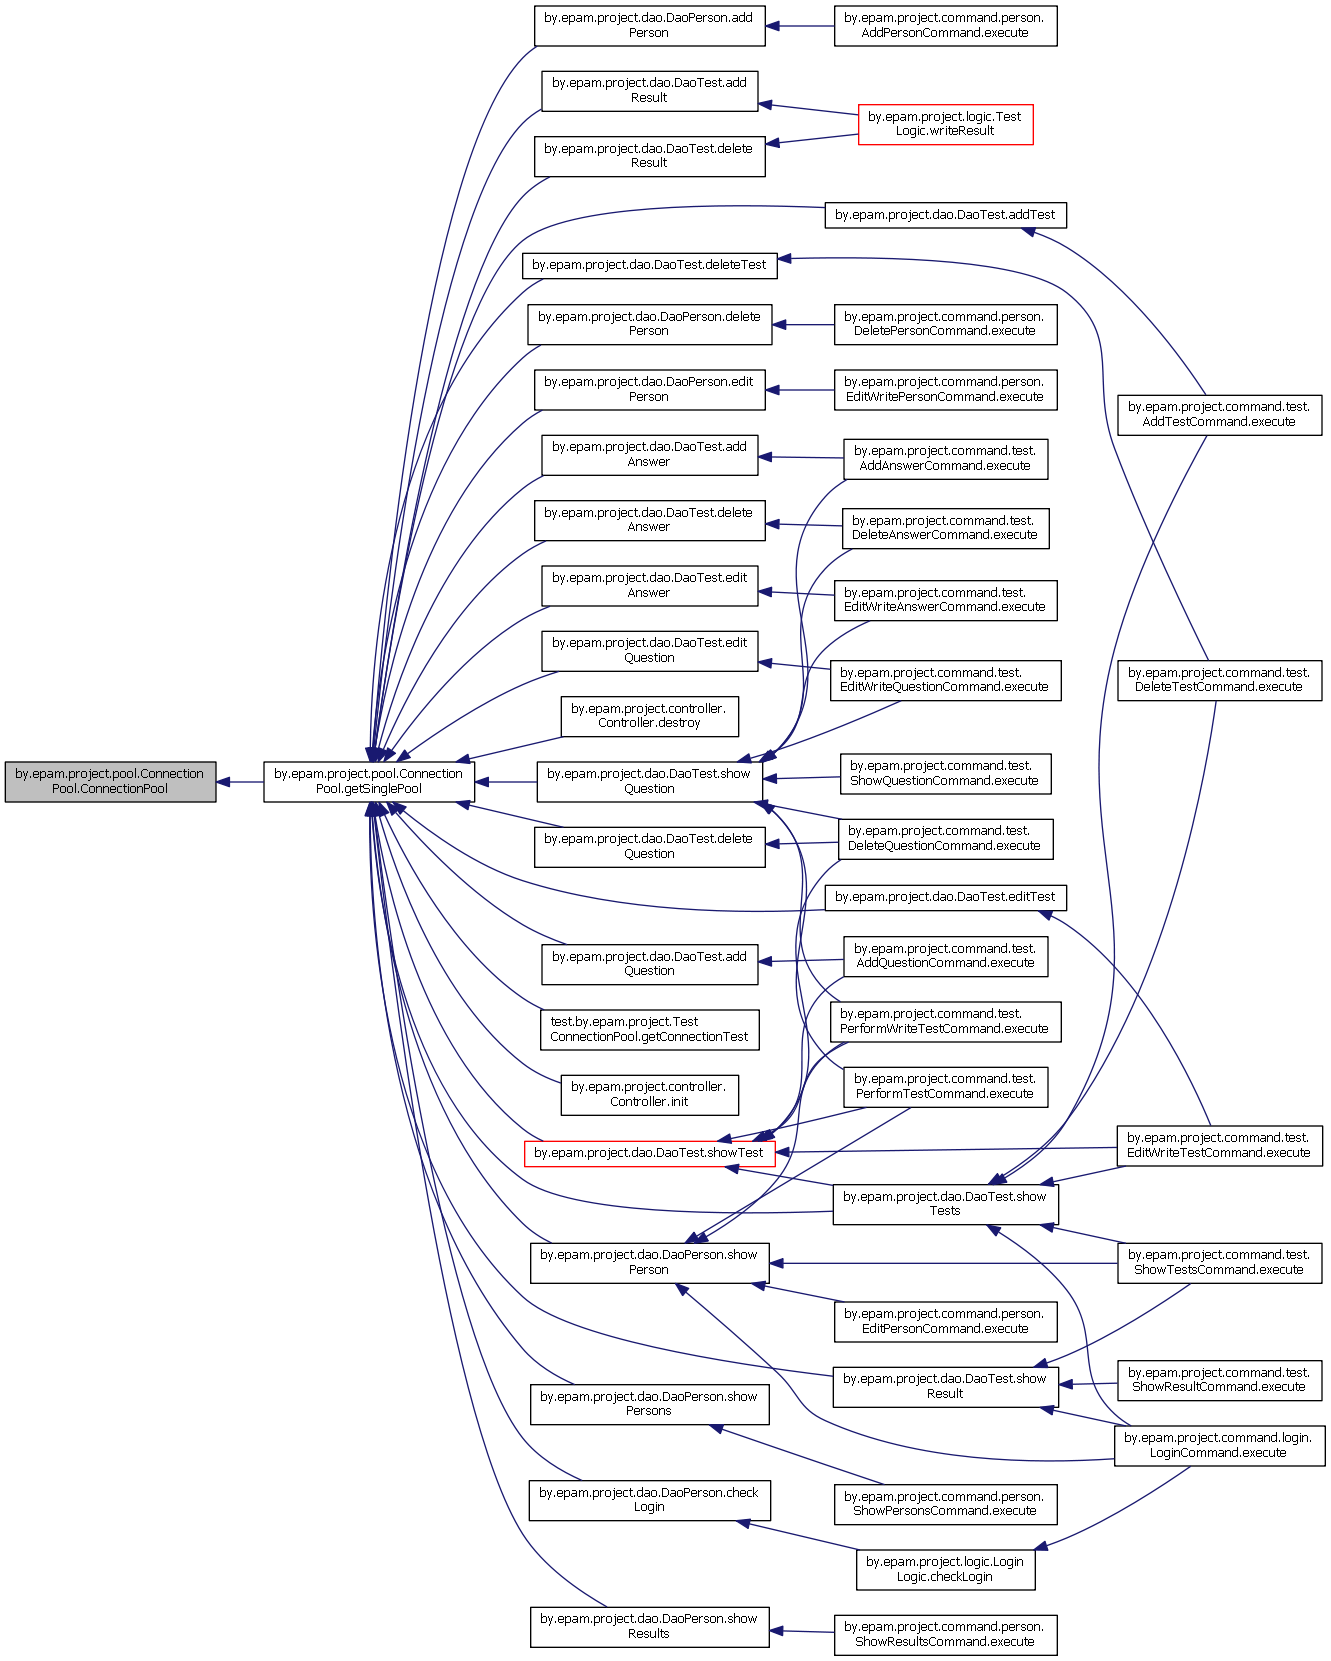 by.epam.project.dao.DaoPerson.add
Person
by.epam.project.command.person.
AddPersonCommand.execute
by.epam.project.dao.DaoTest.add
Result
by.epam.project.logic.Test
Logic.writeResult
by.epam.project.dao.DaoTest.delete
Result
by.epam.project.dao.DaoTest.addTest
by.epam.project.dao.DaoTest.deleteTest
by.epam.project.dao.DaoPerson.delete
Person
by.epam.project.command.person.
DeletePersonCommand.execute
by.epam.project.dao.DaoPerson.edit
Person
by.epam.project.command.person.
EditWritePersonCommand.execute
by.epam.project.command.test.
AddTestCommand.execute
by.epam.project.dao.DaoTest.add
Answer
by.epam.project.command.test.
AddAnswerCommand.execute
by.epam.project.dao.DaoTest.delete
Answer
by.epam.project.command.test.
DeleteAnswerCommand.execute
by.epam.project.dao.DaoTest.edit
Answer
by.epam.project.command.test.
EditWriteAnswerCommand.execute
by.epam.project.dao.DaoTest.edit
Question
by.epam.project.command.test.
EditWriteQuestionCommand.execute
by.epam.project.command.test.
DeleteTestCommand.execute
by.epam.project.controller.
Controller.destroy
by.epam.project.pool.Connection
Pool.ConnectionPool
by.epam.project.pool.Connection
Pool.getSinglePool
by.epam.project.dao.DaoTest.show
Question
by.epam.project.command.test.
ShowQuestionCommand.execute
by.epam.project.dao.DaoTest.delete
Question
by.epam.project.command.test.
DeleteQuestionCommand.execute
by.epam.project.dao.DaoTest.editTest
by.epam.project.dao.DaoTest.add
Question
by.epam.project.command.test.
AddQuestionCommand.execute
test.by.epam.project.Test
ConnectionPool.getConnectionTest
by.epam.project.command.test.
PerformWriteTestCommand.execute
by.epam.project.controller.
Controller.init
by.epam.project.command.test.
PerformTestCommand.execute
by.epam.project.dao.DaoTest.showTest
by.epam.project.command.test.
EditWriteTestCommand.execute
by.epam.project.dao.DaoTest.show
Tests
by.epam.project.dao.DaoPerson.show
Person
by.epam.project.command.test.
ShowTestsCommand.execute
by.epam.project.command.person.
EditPersonCommand.execute
by.epam.project.dao.DaoTest.show
Result
by.epam.project.command.test.
ShowResultCommand.execute
by.epam.project.dao.DaoPerson.show
Persons
by.epam.project.command.login.
LoginCommand.execute
by.epam.project.dao.DaoPerson.check
Login
by.epam.project.command.person.
ShowPersonsCommand.execute
by.epam.project.logic.Login
Logic.checkLogin
by.epam.project.dao.DaoPerson.show
Results
by.epam.project.command.person.
ShowResultsCommand.execute